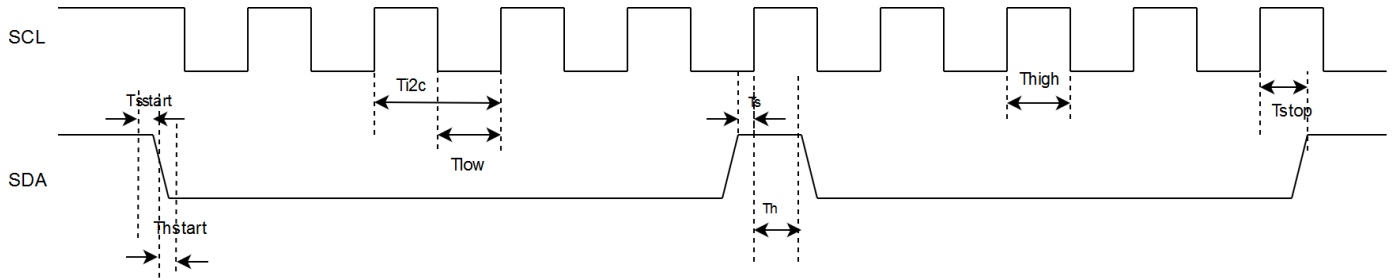 SCL
Tsstart
Ti2c
Ts
Thigh
Tstop
Tlow
SDA
Thstart
Th